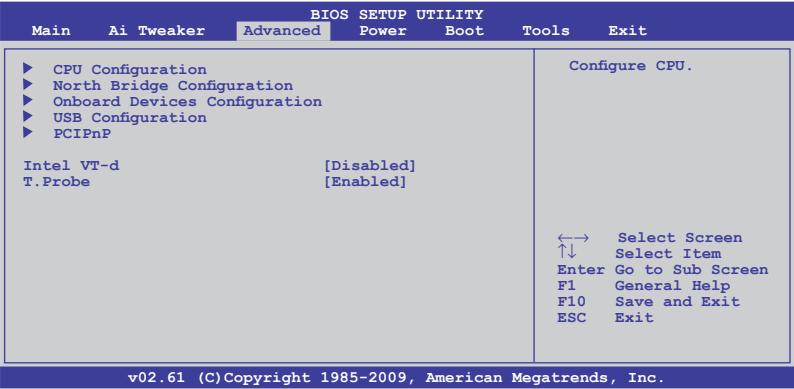 BIOS SETUP UTILITY
Main Ai Tweaker Advanced Power Boot Tools Exit
CPU Configuration
North Bridge Configuration
Onboard Devices Configuration
USB Configuration
PCIPnP
Intel VT-d [Disabled]
T.Probe [Enabled]
Configure CPU.
←→ Select Screen
↑↓ Select Item
Enter Go to Sub Screen
F1 General Help
F10 Save and Exit
ESC Exit
v02.61 (C)Copyright 1985-2009, American Megatrends, Inc.